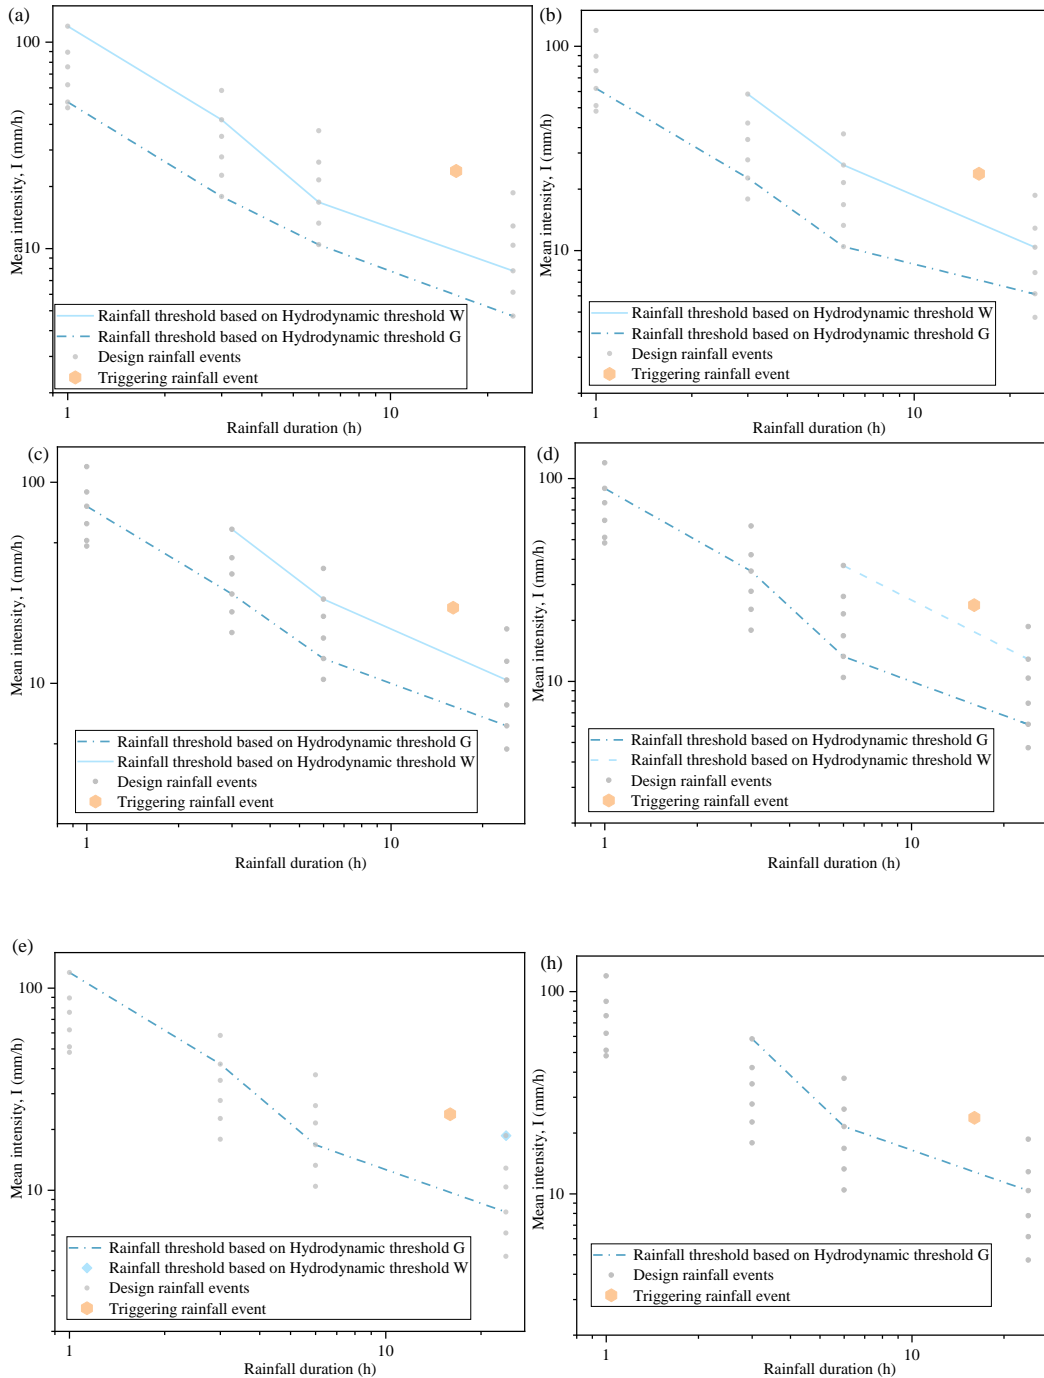 (a)
100
10
Mean intensity, I (mm/h)
Rainfall threshold based on Hydrodynamic threshold W
Rainfall threshold based on Hydrodynamic threshold G
Design rainfall events
Triggering rainfall event
1
10
Rainfall duration (h)
(b)
100
10
Mean intensity, I (mm/h)
Rainfall threshold based on Hydrodynamic threshold W
Rainfall threshold based on Hydrodynamic threshold G
Design rainfall events
Triggering rainfall event
1
10
Rainfall duration (h)
(c)
100
10
Mean intensity, I (mm/h)
Rainfall threshold based on Hydrodynamic threshold G
Rainfall threshold based on Hydrodynamic threshold W
Design rainfall events
Triggering rainfall event
1
10
Rainfall duration (h)
(d)
100
10
Mean intensity, I (mm/h)
Rainfall threshold based on Hydrodynamic threshold G
Rainfall threshold based on Hydrodynamic threshold W
Design rainfall events
Triggering rainfall event
1
10
Rainfall duration (h)
(e)
100
10
Mean intensity, I (mm/h)
Rainfall threshold based on Hydrodynamic threshold G
Rainfall threshold based on Hydrodynamic threshold W
Design rainfall events
Triggering rainfall event
1
10
Rainfall duration (h)
(h)
100
10
Mean intensity, I (mm/h)
Rainfall threshold based on Hydrodynamic threshold G
Design rainfall events
Triggering rainfall event
1
10
Rainfall duration (h)